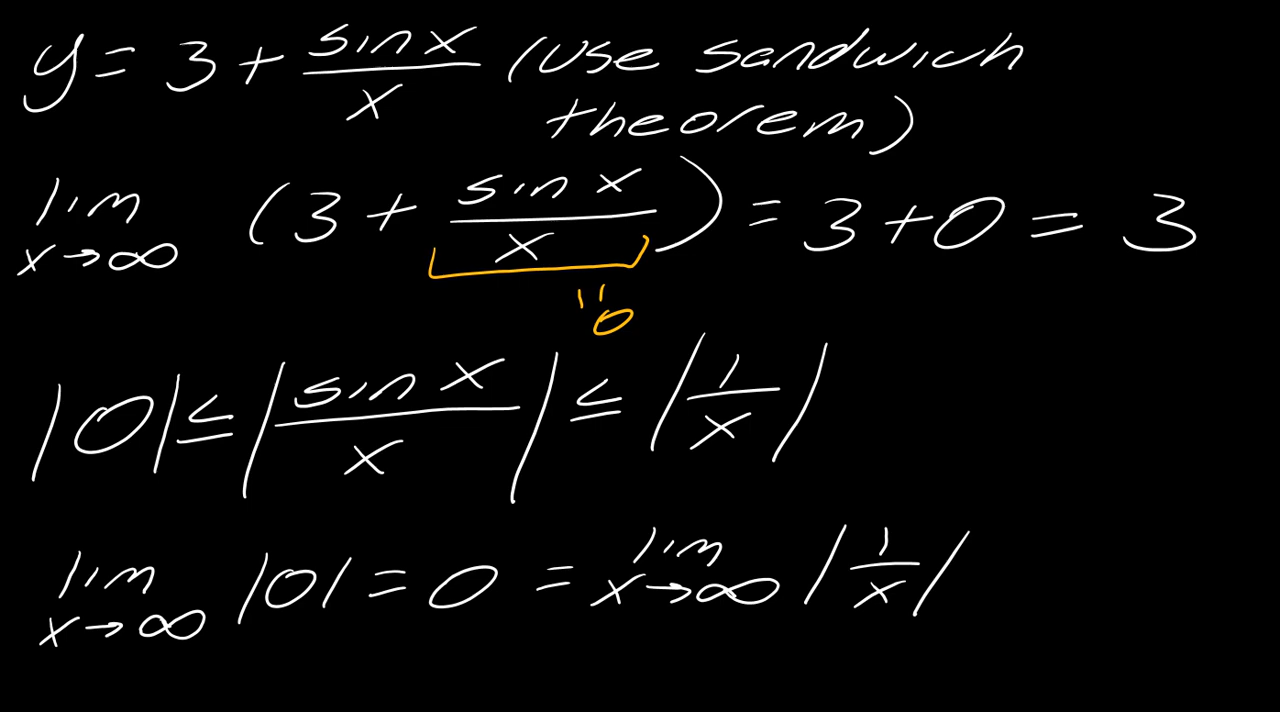 y = 3 + sin x / x (use sandwich
theorem)
lim x→∞ (3 + sin x / x) = 3 + 0 = 3
"0
|0| ≤ |sin x / x| ≤ |1 / x|
lim x→∞ |0| = 0 = lim x→∞ |1 / x|